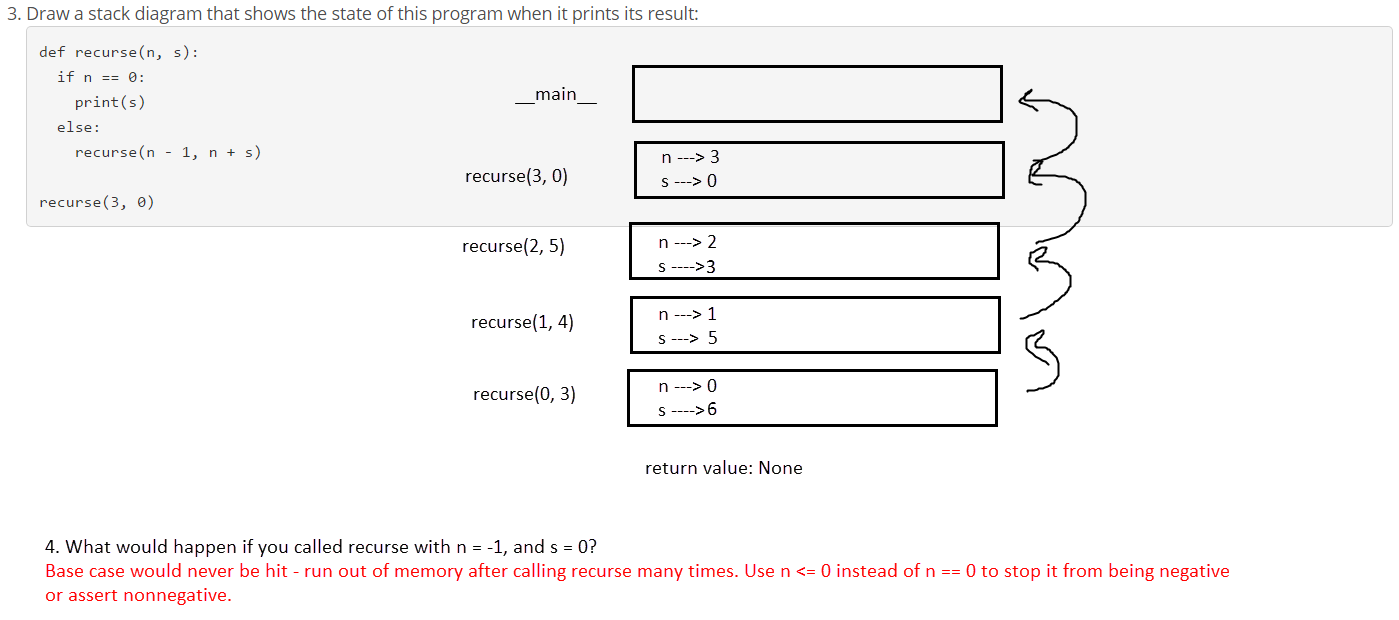 3. Draw a stack diagram that shows the state of this program when it prints its result:
def recurse(n, s):
if n == 0:
print(s)
else:
recurse(n - 1, n + s)
recurse(3, 0)
__main__
recurse(3, 0)
n ---> 3
s ---> 0
recurse(2, 5)
n ---> 2
s ---->3
recurse(1, 4)
n ---> 1
s ---> 5
recurse(0, 3)
n ---> 0
s ---->6
return value: None
4. What would happen if you called recurse with n = -1, and s = 0?
Base case would never be hit - run out of memory after calling recurse many times. Use n <= 0 instead of n == 0 to stop it from being negative
or assert nonnegative.